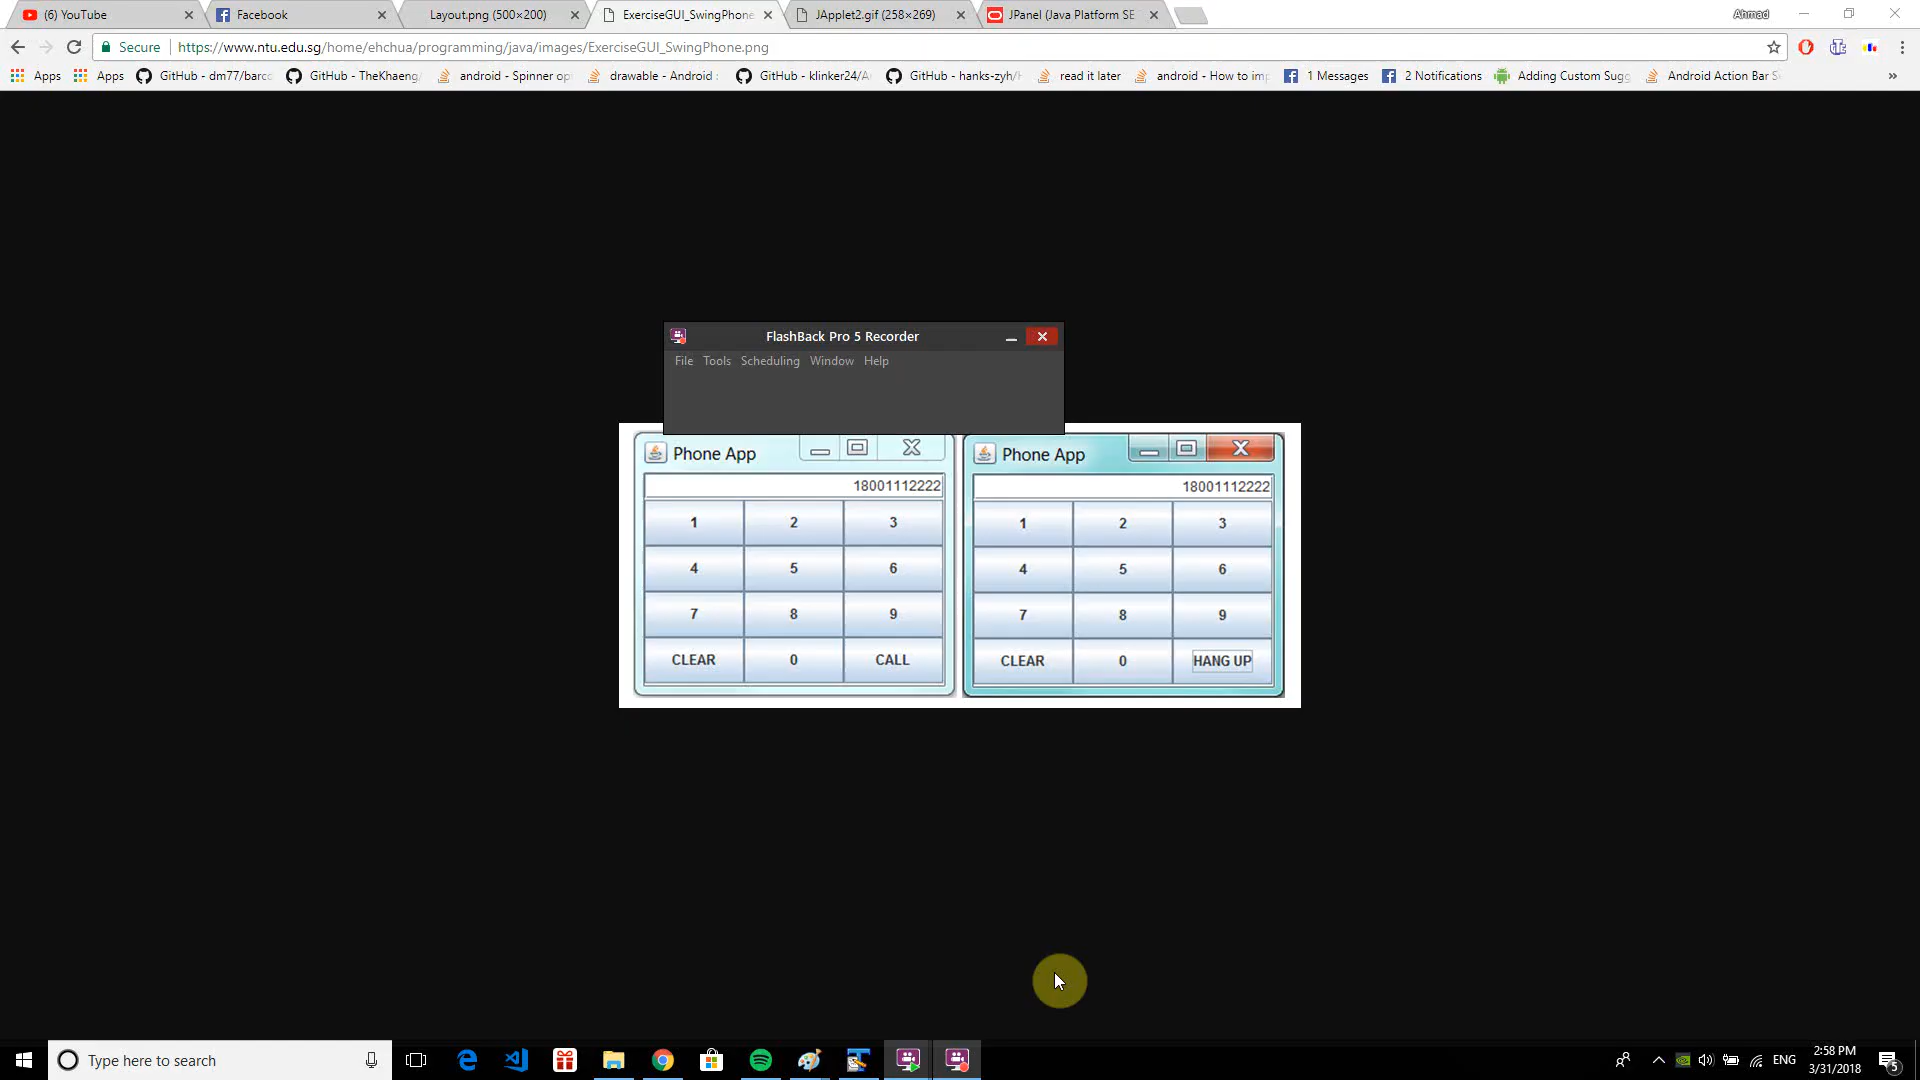 (6) YouTube
Facebook
Layout.png (500×200)
ExerciseGUI_SwingPhone
JApplet2.gif (258×269)
JPanel (Java Platform SE
Ahmad
Secure
https://www.ntu.edu.sg/home/ehchua/programming/java/images/ExerciseGUI_SwingPhone.png
Apps
Apps
GitHub - dm77/barco
GitHub - TheKhaeng
android - Spinner op
drawable - Android
GitHub - klinker24/A
GitHub - hanks-zyh/
read it later
android - How to im
1 Messages
2 Notifications
Adding Custom Sugg
Android Action Bar S
»
FlashBack Pro 5 Recorder
File Tools Scheduling Window Help
Phone App
18001112222
1 2 3
4 5 6
7 8 9
CLEAR 0 CALL
Phone App
18001112222
1 2 3
4 5 6
7 8 9
CLEAR 0 HANG UP
Type here to search
ENG
2:58 PM
3/31/2018
5